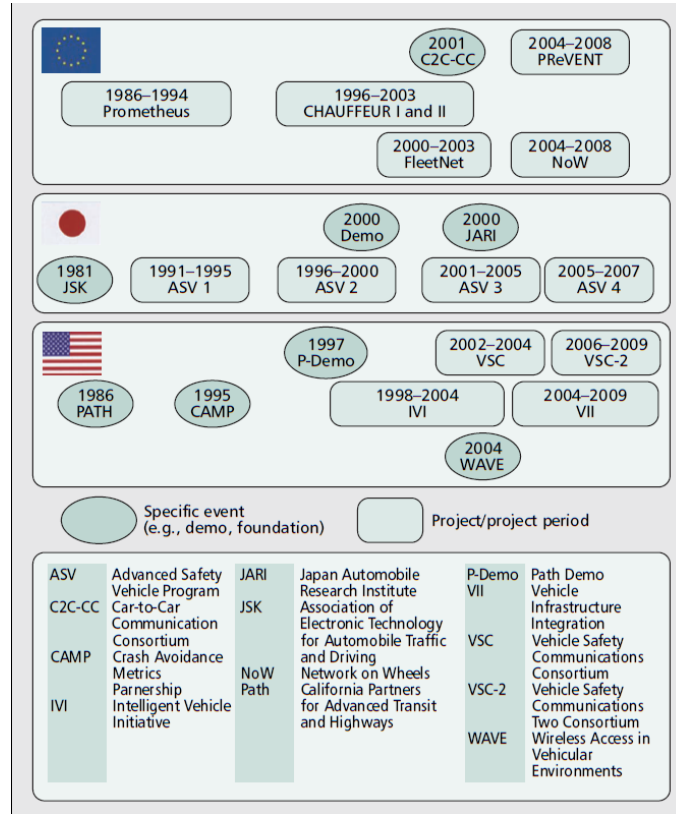 2001
C2C-CC
2004–2008
PReVENT
1986–1994
Prometheus
1996–2003
CHAUFFEUR I and II
2000–2003
FleetNet
2004–2008
NoW
2000
Demo
2000
JARI
1981
JSK
1991–1995
ASV 1
1996–2000
ASV 2
2001–2005
ASV 3
2005–2007
ASV 4
1997
P-Demo
2002–2004
VSC
2006–2009
VSC-2
1986
PATH
1995
CAMP
1998–2004
IVI
2004–2009
VII
2004
WAVE
Specific event
(e.g., demo, foundation)
Project/project period
ASV Advanced Safety
Vehicle Program
C2C-CC Car-to-Car
Communication
Consortium
CAMP Crash Avoidance
Metrics
Parnership
IVI Intelligent Vehicle
Initiative
JARI Japan Automobile
Research Institute
JSK Association of
Electronic Technology
for Automobile Traffic
and Driving
NoW Network on Wheels
Path California Partners
for Advanced Transit
and Highways
P-Demo Path Demo
VII Vehicle
Infrastructure
Integration
VSC Vehicle Safety
Communications
Consortium
VSC-2 Vehicle Safety
Communications
Two Consortium
WAVE Wireless Access in
Vehicular
Environments